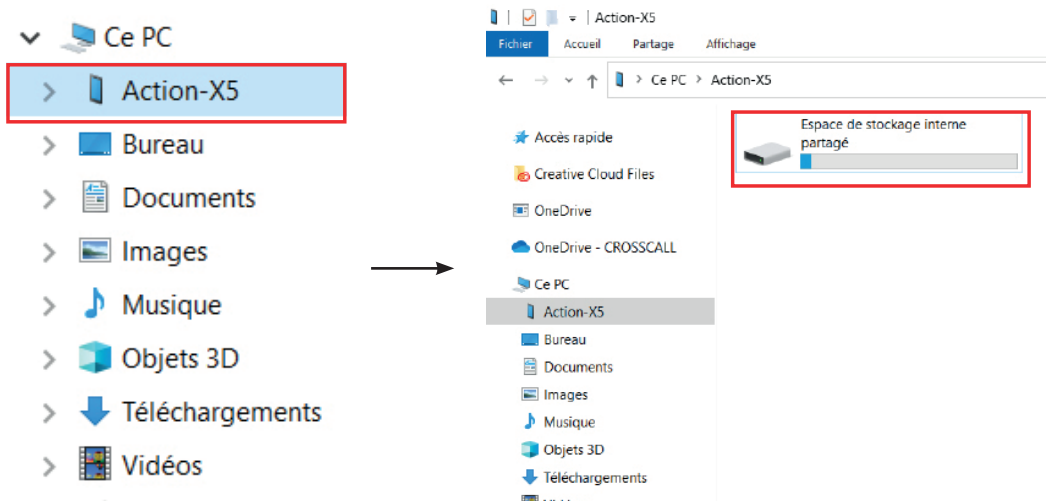 Ce PC
Action-X5
Bureau
Documents
Images
Musique
Objets 3D
Téléchargements
Vidéos
Action-X5
Fichier Accueil Partage Affichage
Ce PC Action-X5
Accès rapide
Creative Cloud Files
OneDrive
OneDrive - CROSSCALL
Ce PC
Action-X5
Bureau
Documents
Images
Musique
Objets 3D
Téléchargements
Espace de stockage interne
partagé